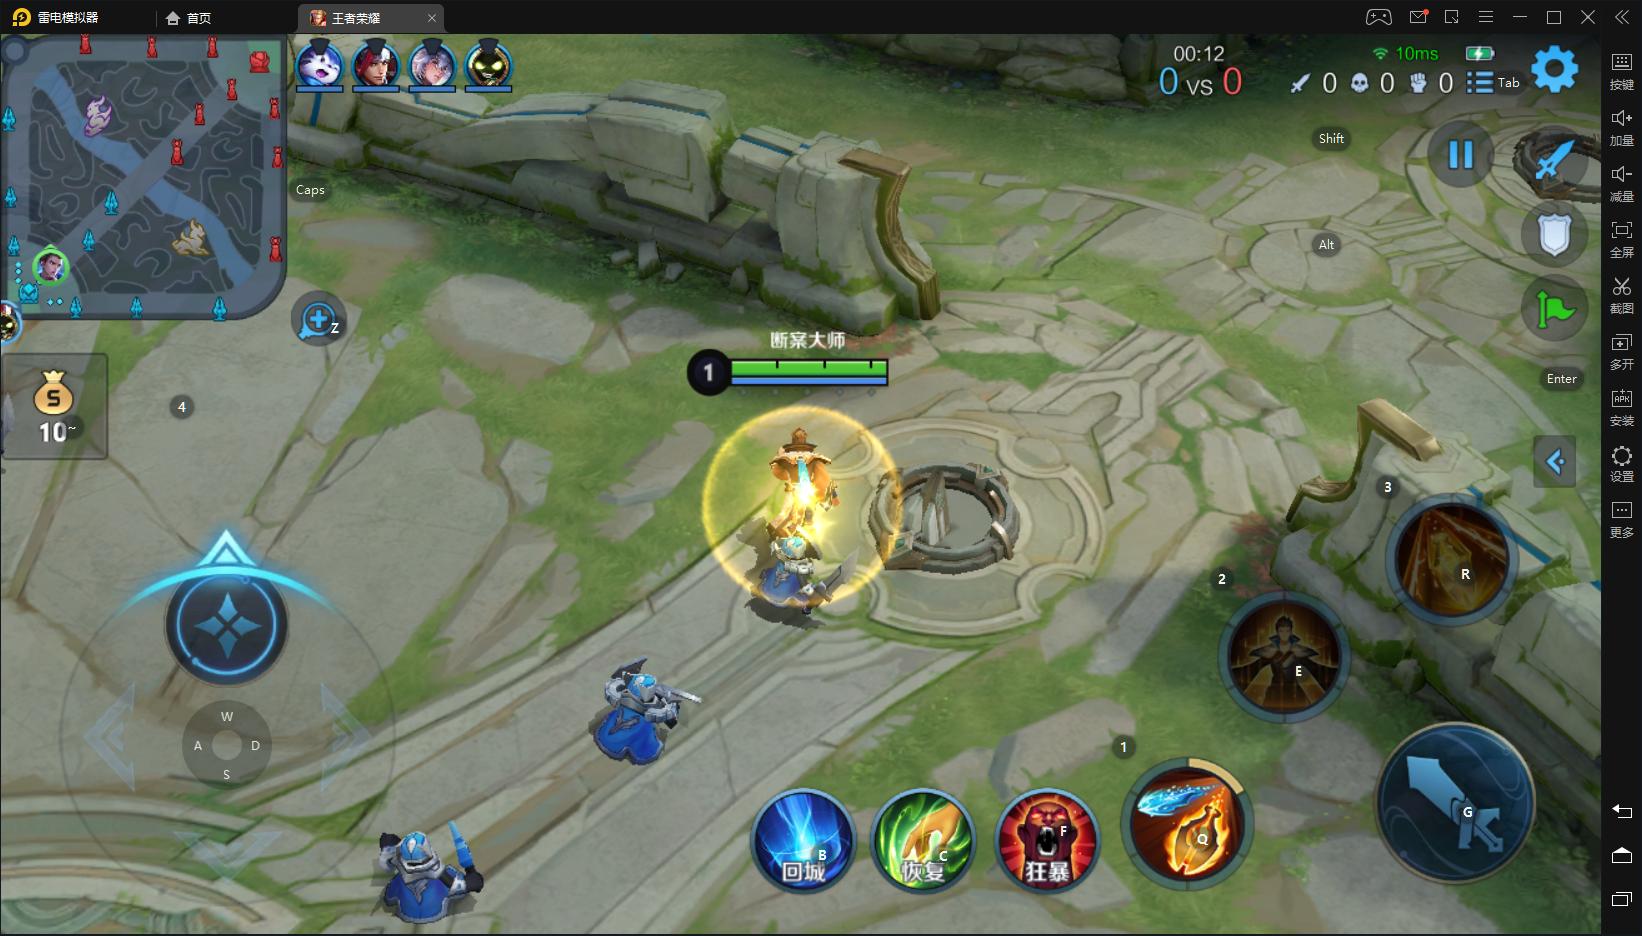 雷电模拟器
首页
王者荣耀
00:12
10ms
0 vs 0
0
0
0
Tab
Shift
Caps
Alt
Z
断案大师
1
Enter
S
10~
4
3
R
2
E
W
A
D
S
1
G
B
回城
C
恢复
F
狂暴
Q
按键
加量
减量
全屏
截图
多开
APK
安装
设置
更多